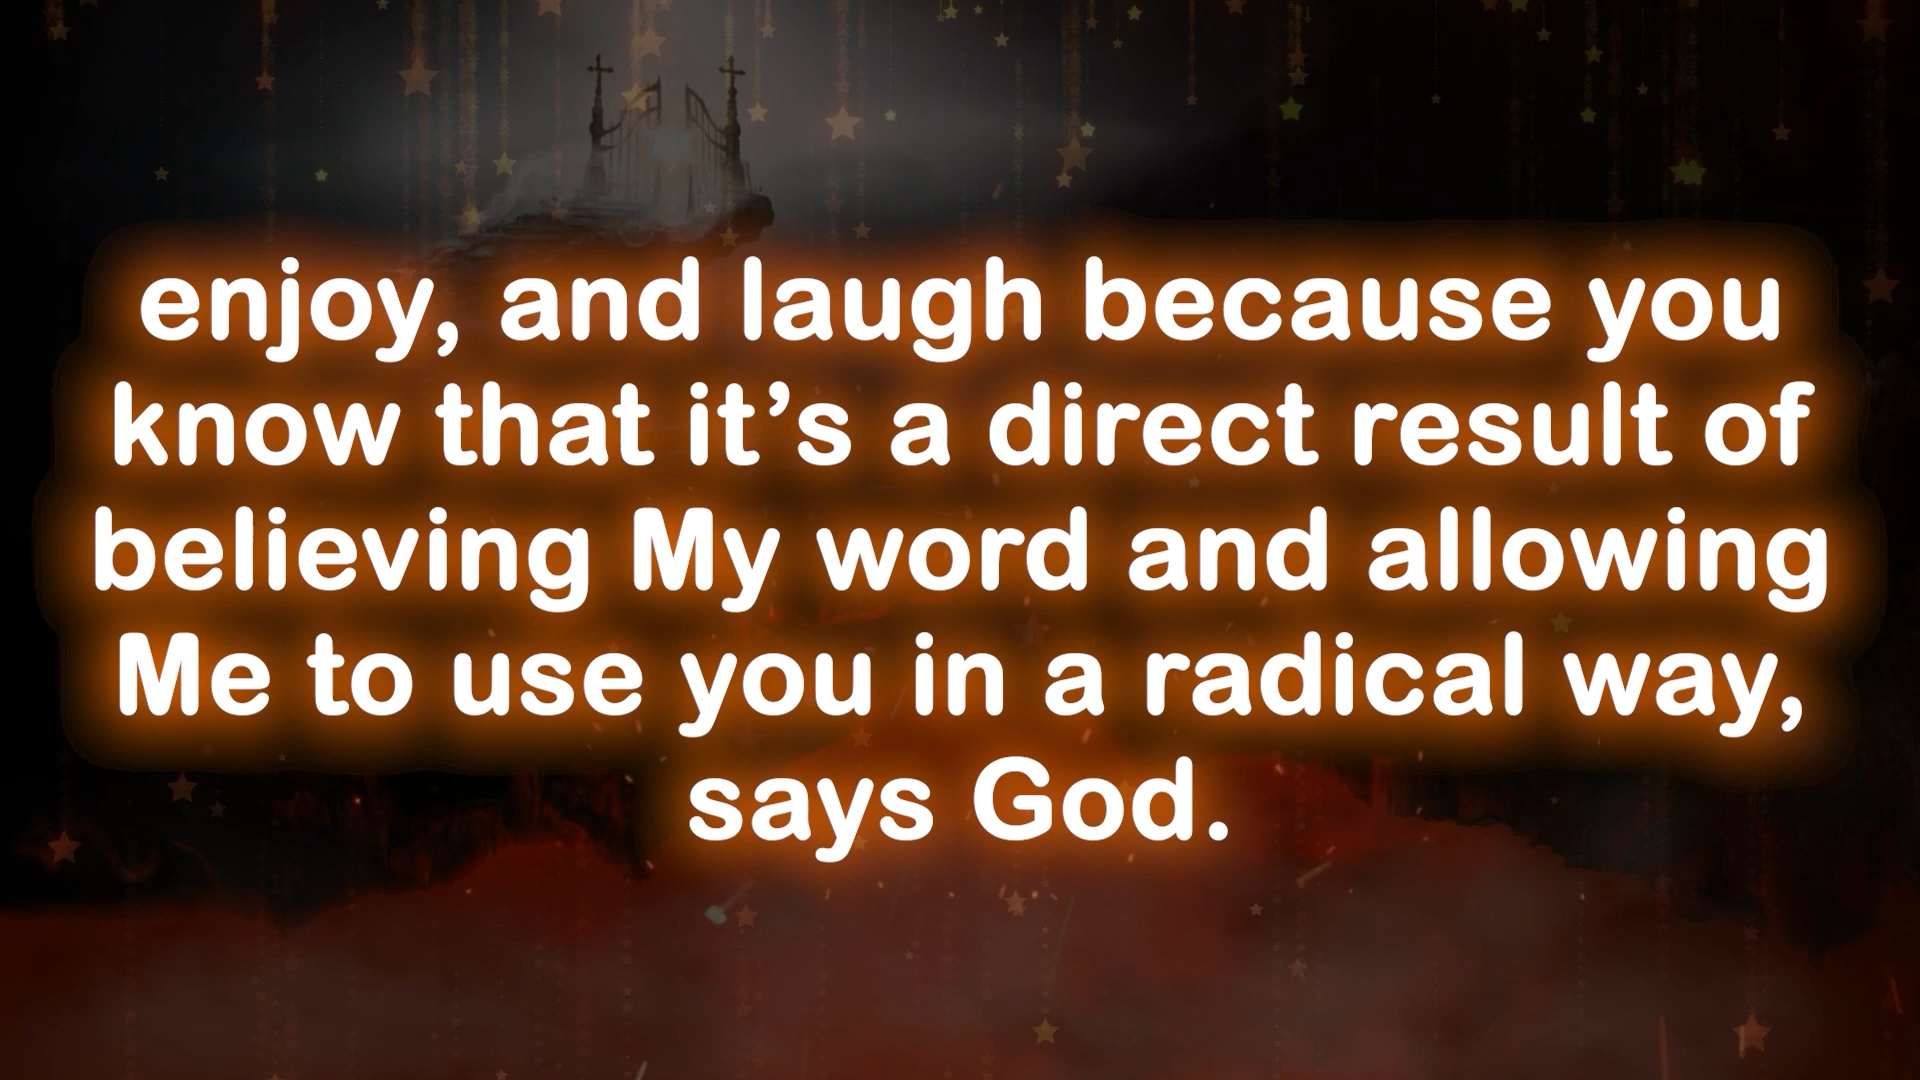 enjoy, and laugh because you
know that it’s a direct result of
believing My word and allowing
Me to use you in a radical way,
says God.